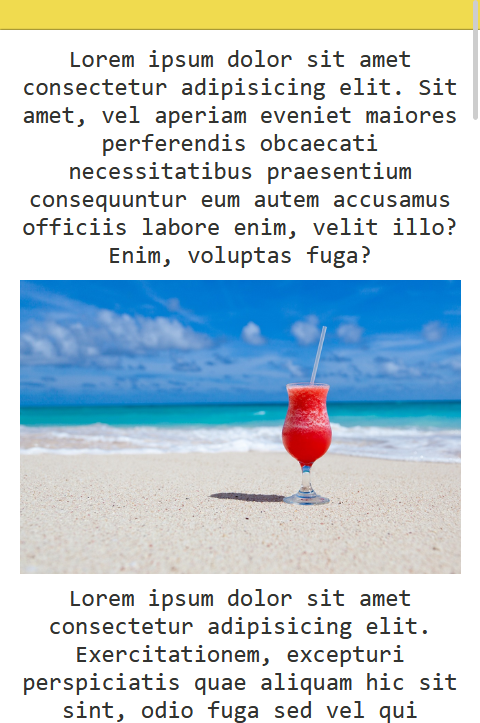 Lorem ipsum dolor sit amet
consectetur adipisicing elit. Sit
amet, vel aperiam eveniet maiores
perferendis obcaecati
necessitatibus praesentium
consequuntur eum autem accusamus
officiis labore enim, velit illo?
Enim, voluptas fuga?
Lorem ipsum dolor sit amet
consectetur adipisicing elit.
Exercitationem, excepturi
perspiciatis quae aliquam hic sit
sint, odio fuga sed vel qui